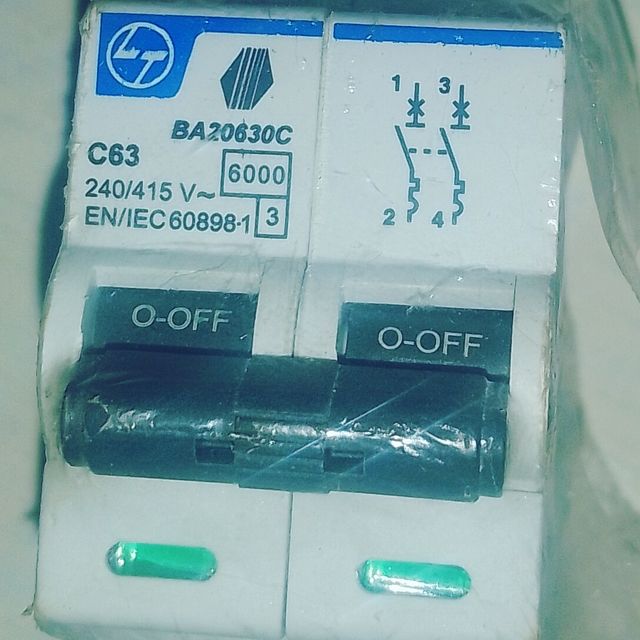 LT
BA20630C
C63
6000
240/415 V~
EN/IEC 60898-1
3
1 3
2 4
O-OFF
O-OFF